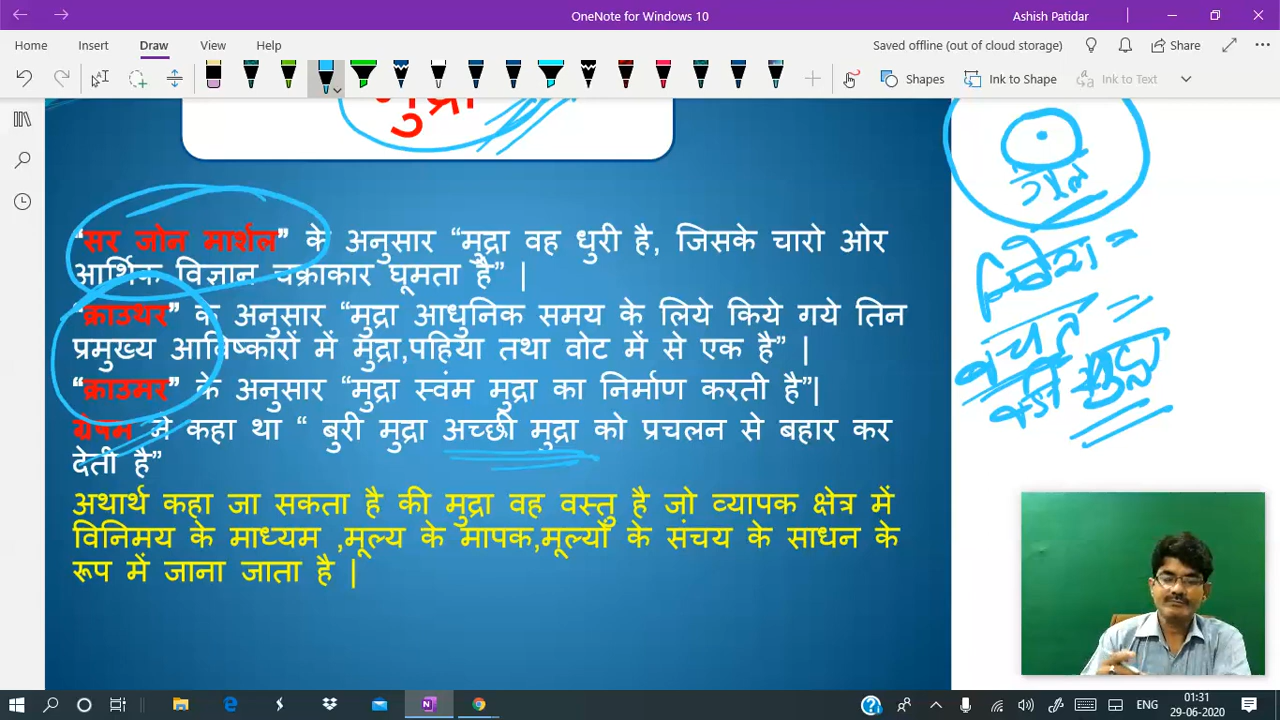 OneNote for Windows 10
Ashish Patidar
Home Insert Draw View Help
Saved offline (out of cloud storage)
Share
Shapes
Ink to Shape
Ink to Text
मुद्रा
“सर जोन मार्शल” के अनुसार “मुद्रा वह धुरी है, जिसके चारो ओर
आर्थिक विज्ञान चक्राकार घूमता है” |
“क्राउथर” के अनुसार “मुद्रा आधुनिक समय के लिये किये गये तिन
प्रमुख्य आविष्कारों में मुद्रा,पहिया तथा वोट में से एक है” |
“क्राउमर” के अनुसार “मुद्रा स्वंम मुद्रा का निर्माण करती है”|
ग्रेषम ने कहा था “ बुरी मुद्रा अच्छी मुद्रा को प्रचलन से बहार कर
देती है”
अथार्थ कहा जा सकता है की मुद्रा वह वस्तु है जो व्यापक क्षेत्र में
विनिमय के माध्यम ,मूल्य के मापक,मूल्यों के संचय के साधन के
रूप में जाना जाता है |
निवेश =
बचत =
मुद्रा
ENG
01:31
29-06-2020